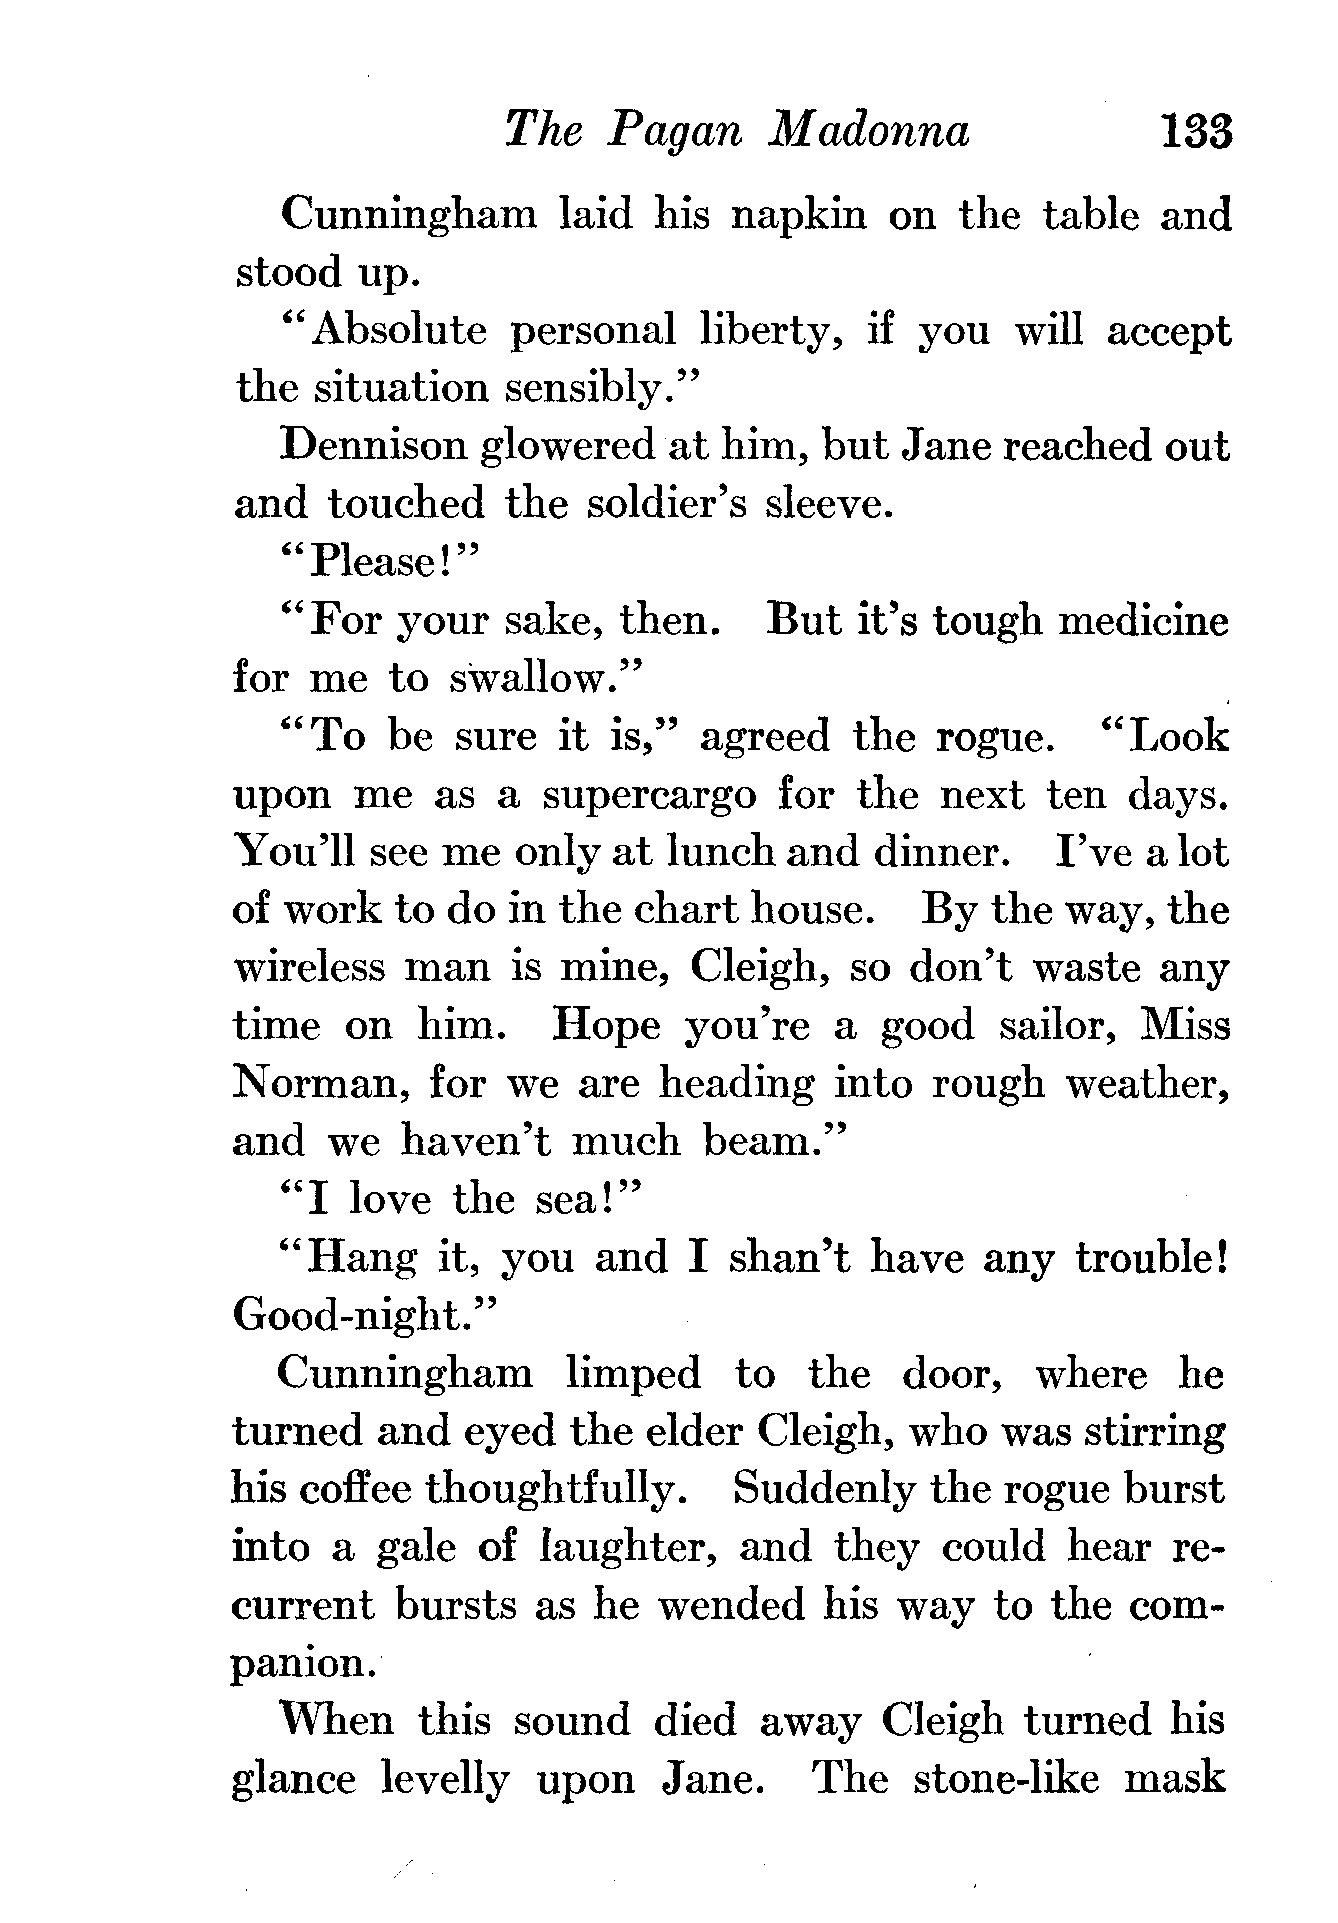 The Pagan Madonna 133
Cunningham laid his napkin on the table and
stood up.
“Absolute personal liberty, if you will accept
the situation sensibly.”
Dennison glowered at him, but Jane reached out
and touched the soldier’s sleeve.
“Please!”
“For your sake, then. But it’s tough medicine
for me to swallow.”
“To be sure it is,” agreed the rogue. “Look
upon me as a supercargo for the next ten days.
You’ll see me only at lunch and dinner. I’ve a lot
of work to do in the chart house. By the way, the
wireless man is mine, Cleigh, so don’t waste any
time on him. Hope you’re a good sailor, Miss
Norman, for we are heading into rough weather,
and we haven’t much beam.”
“I love the sea!”
“Hang it, you and I shan’t have any trouble!
Good-night.”
Cunningham limped to the door, where he
turned and eyed the elder Cleigh, who was stirring
his coffee thoughtfully. Suddenly the rogue burst
into a gale of laughter, and they could hear re-
current bursts as he wended his way to the com-
panion.
When this sound died away Cleigh turned his
glance levelly upon Jane. The stone-like mask